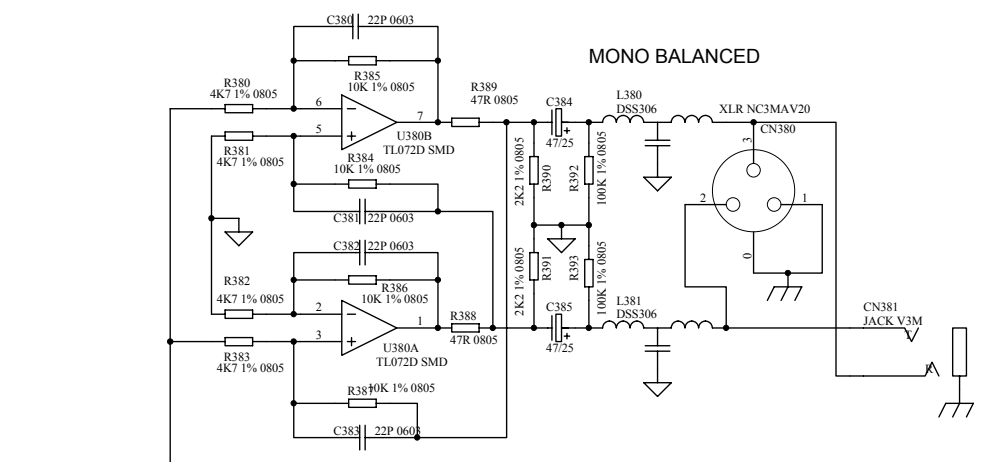 C380 22P 0603
MONO BALANCED
R385
10K 1% 0805
R380
4K7 1% 0805
R389
47R 0805
C384
47/25
L380
DSS306
XLR NC3MAV20
CN380
6
5
7
U380B
TL072D SMD
R381
4K7 1% 0805
R384
10K 1% 0805
C381 22P 0603
2K2 1% 0805
R390
R392
100K 1% 0805
3
2
1
0
C382 22P 0603
R386
10K 1% 0805
R382
4K7 1% 0805
2
3
1
U380A
TL072D SMD
R383
4K7 1% 0805
R388
47R 0805
2K2 1% 0805
R391
R393
100K 1% 0805
C385
47/25
L381
DSS306
CN381
JACK V3M
R
R387
10K 1% 0805
C383 22P 0603